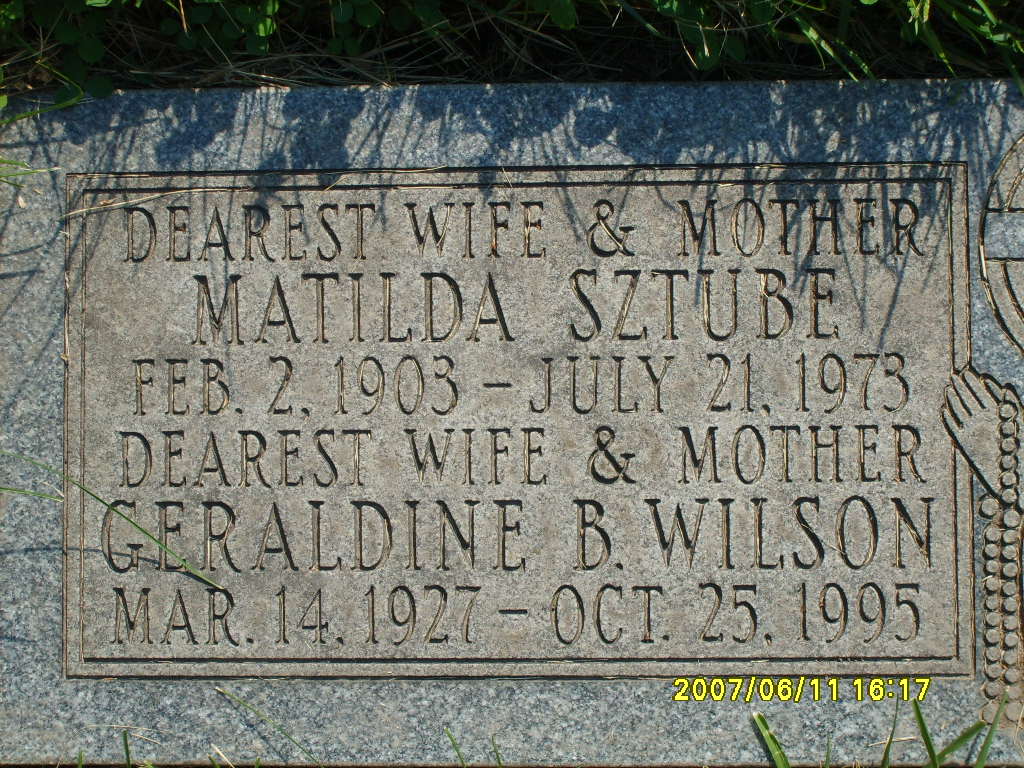 DEAREST WIFE & MOTHER
MATILDA SZTUBE
FEB. 2, 1903 – JULY 21, 1973
DEAREST WIFE & MOTHER
GERALDINE B. WILSON
MAR. 14, 1927 – OCT. 25, 1995
2007/06/11 16:17